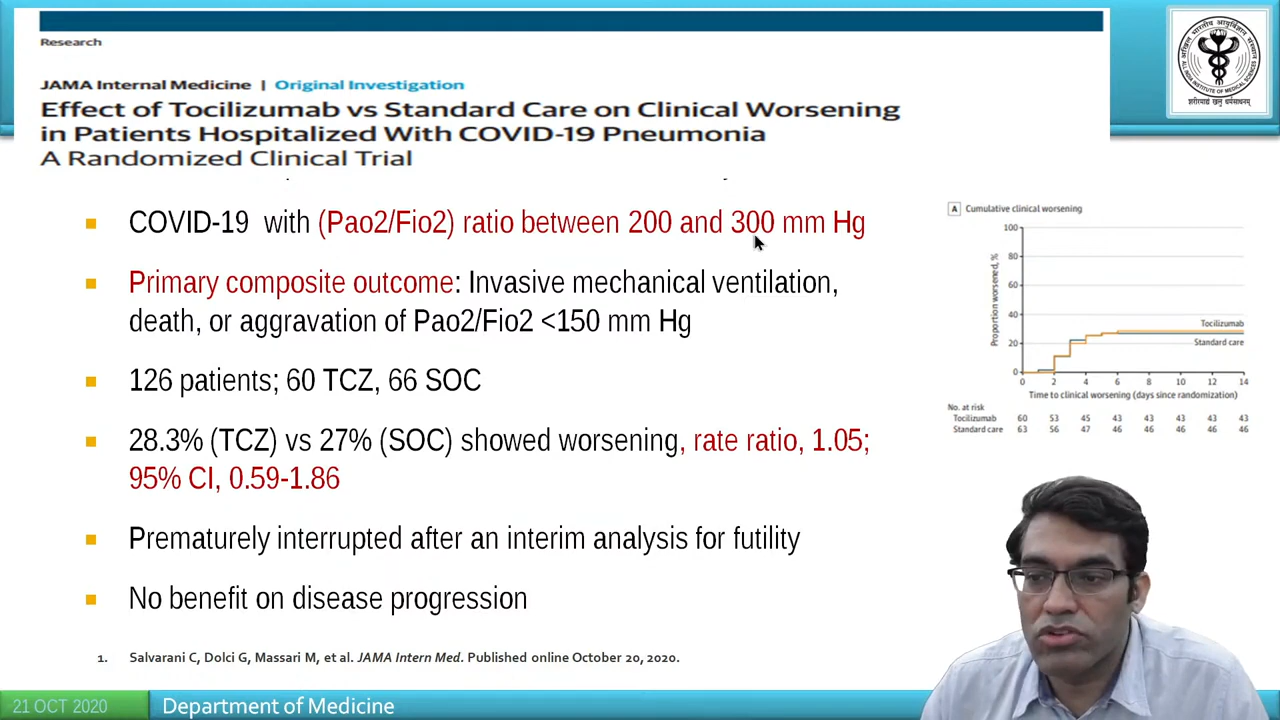 Research
JAMA Internal Medicine | Original Investigation
Effect of Tocilizumab vs Standard Care on Clinical Worsening
in Patients Hospitalized With COVID-19 Pneumonia
A Randomized Clinical Trial
COVID-19 with (Pao2/Fio2) ratio between 200 and 300 mm Hg
Primary composite outcome: Invasive mechanical ventilation,
death, or aggravation of Pao2/Fio2 <150 mm Hg
126 patients; 60 TCZ, 66 SOC
28.3% (TCZ) vs 27% (SOC) showed worsening, rate ratio, 1.05;
95% CI, 0.59-1.86
Prematurely interrupted after an interim analysis for futility
No benefit on disease progression
1. Salvarani C, Dolci G, Massari M, et al. JAMA Intern Med. Published online October 20, 2020.
A Cumulative clinical worsening
Proportion worsened, %
100
80
60
40
20
0
Tocilizumab
Standard care
0 2 4 6 8 10 12 14
Time to clinical worsening (days since randomization)
No. at risk
Tocilizumab 60 53 45 43 43 43 43 43
Standard care 63 56 47 46 46 46 46 46
21 OCT 2020
Department of Medicine